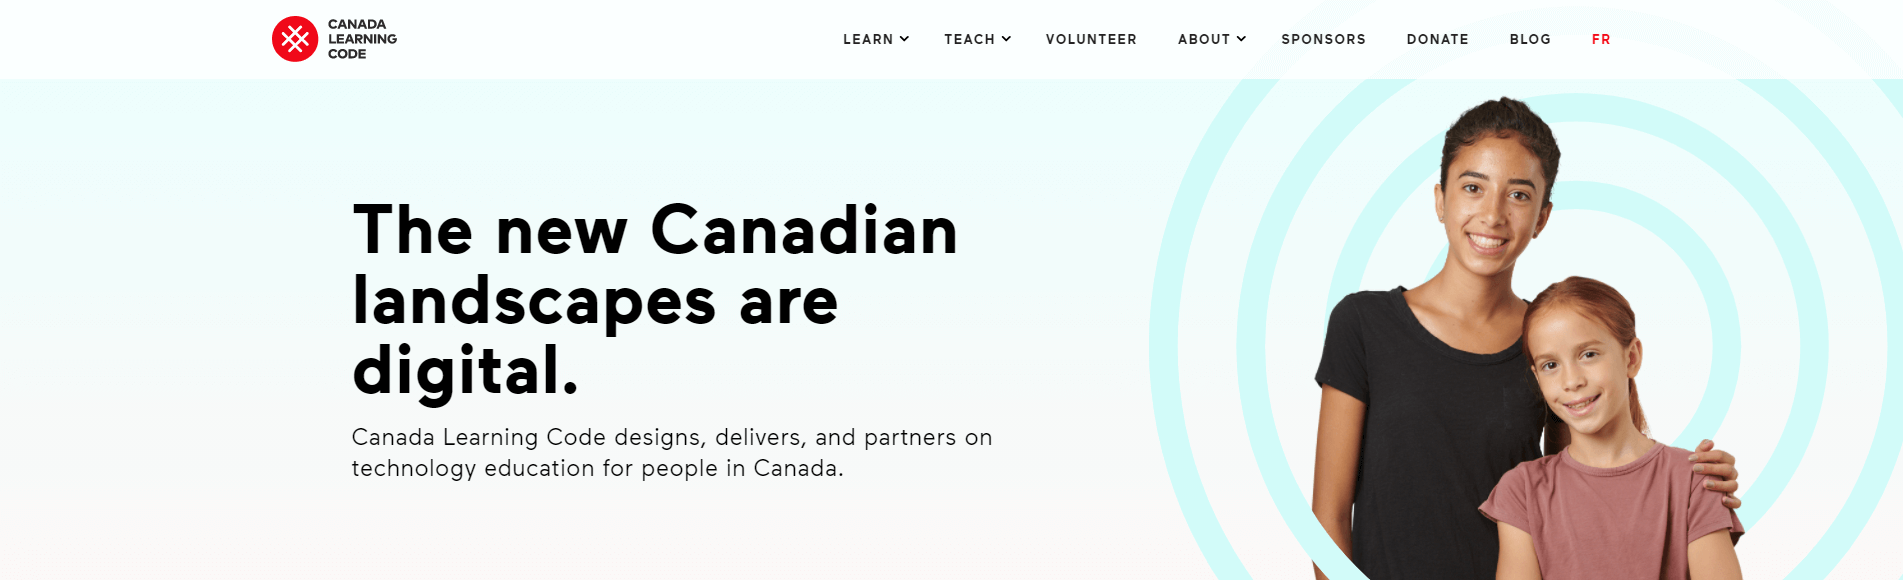 CANADA
LEARNING
CODE
LEARN TEACH VOLUNTEER ABOUT SPONSORS DONATE BLOG FR
The new Canadian
landscapes are
digital.
Canada Learning Code designs, delivers, and partners on
technology education for people in Canada.